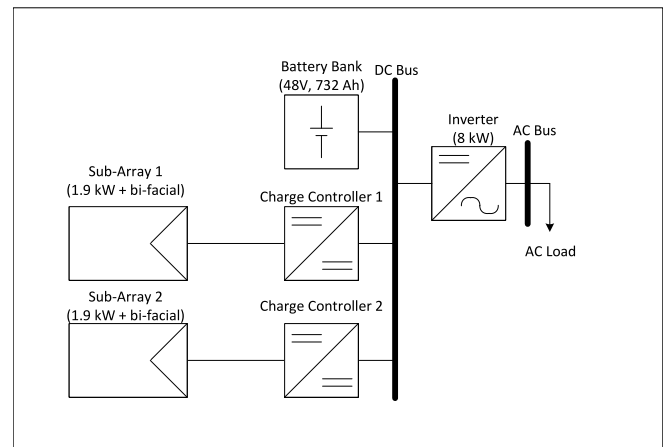 Battery Bank
(48V, 732 Ah)
DC Bus
Inverter
(8 kW)
AC Bus
Sub-Array 1
(1.9 kW + bi-facial)
Charge Controller 1
AC Load
Sub-Array 2
(1.9 kW + bi-facial)
Charge Controller 2